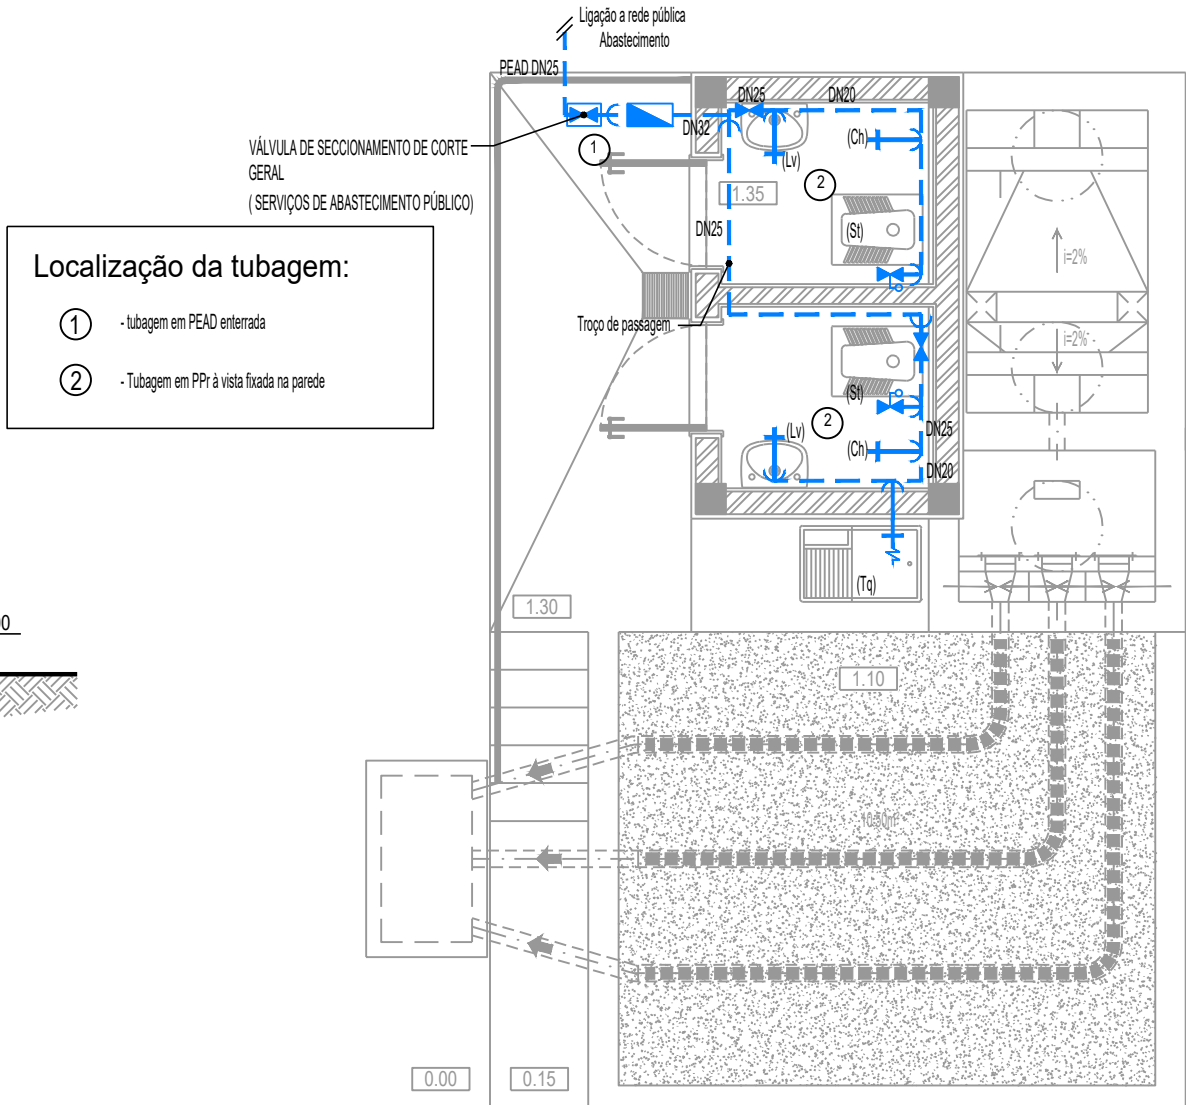 Ligação a rede pública
Abastecimento
PEAD DN25
DN25
DN20
DN32
VÁLVULA DE SECCIONAMENTO DE CORTE
GERAL
( SERVIÇOS DE ABASTECIMENTO PÚBLICO)
1
(Lv)
(Ch)
2
1.35
DN25
(St)
i=2%
Localização da tubagem:
1 - tubagem em PEAD enterrada
2 - Tubagem em PPr à vista fixada na parede
Troço de passagem
i=2%
(St)
2
(Lv)
DN25
(Ch)
DN20
(Tq)
1.30
1.10
0.00
0.15